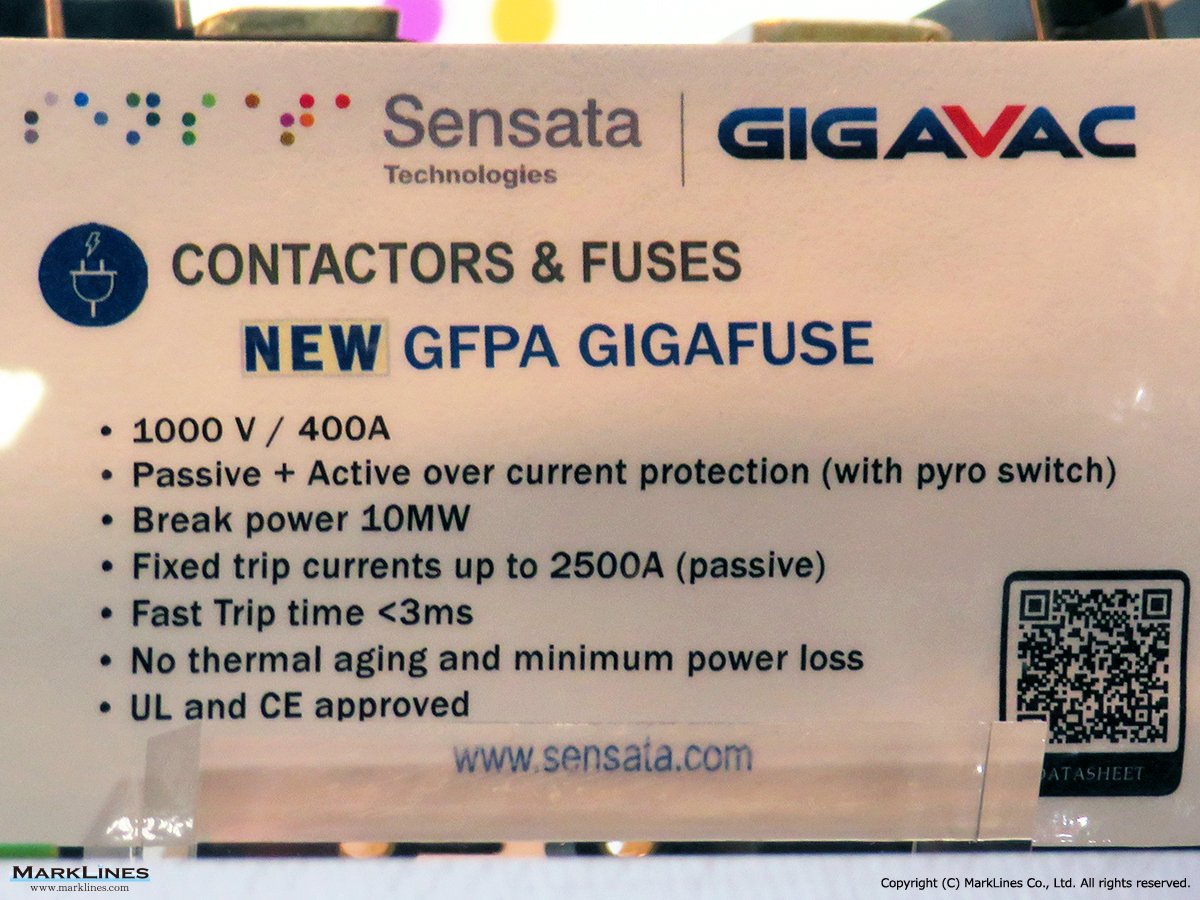 Sensata
Technologies
GIGAVAC
CONTACTORS & FUSES
NEW GFPA GIGAFUSE
• 1000 V / 400A
• Passive + Active over current protection (with pyro switch)
• Break power 10MW
• Fixed trip currents up to 2500A (passive)
• Fast Trip time <3ms
• No thermal aging and minimum power loss
• UL and CE approved
www.sensata.com
DATASHEET
MARKLINES
www.marklines.com
Copyright (C) MarkLines Co., Ltd. All rights reserved.